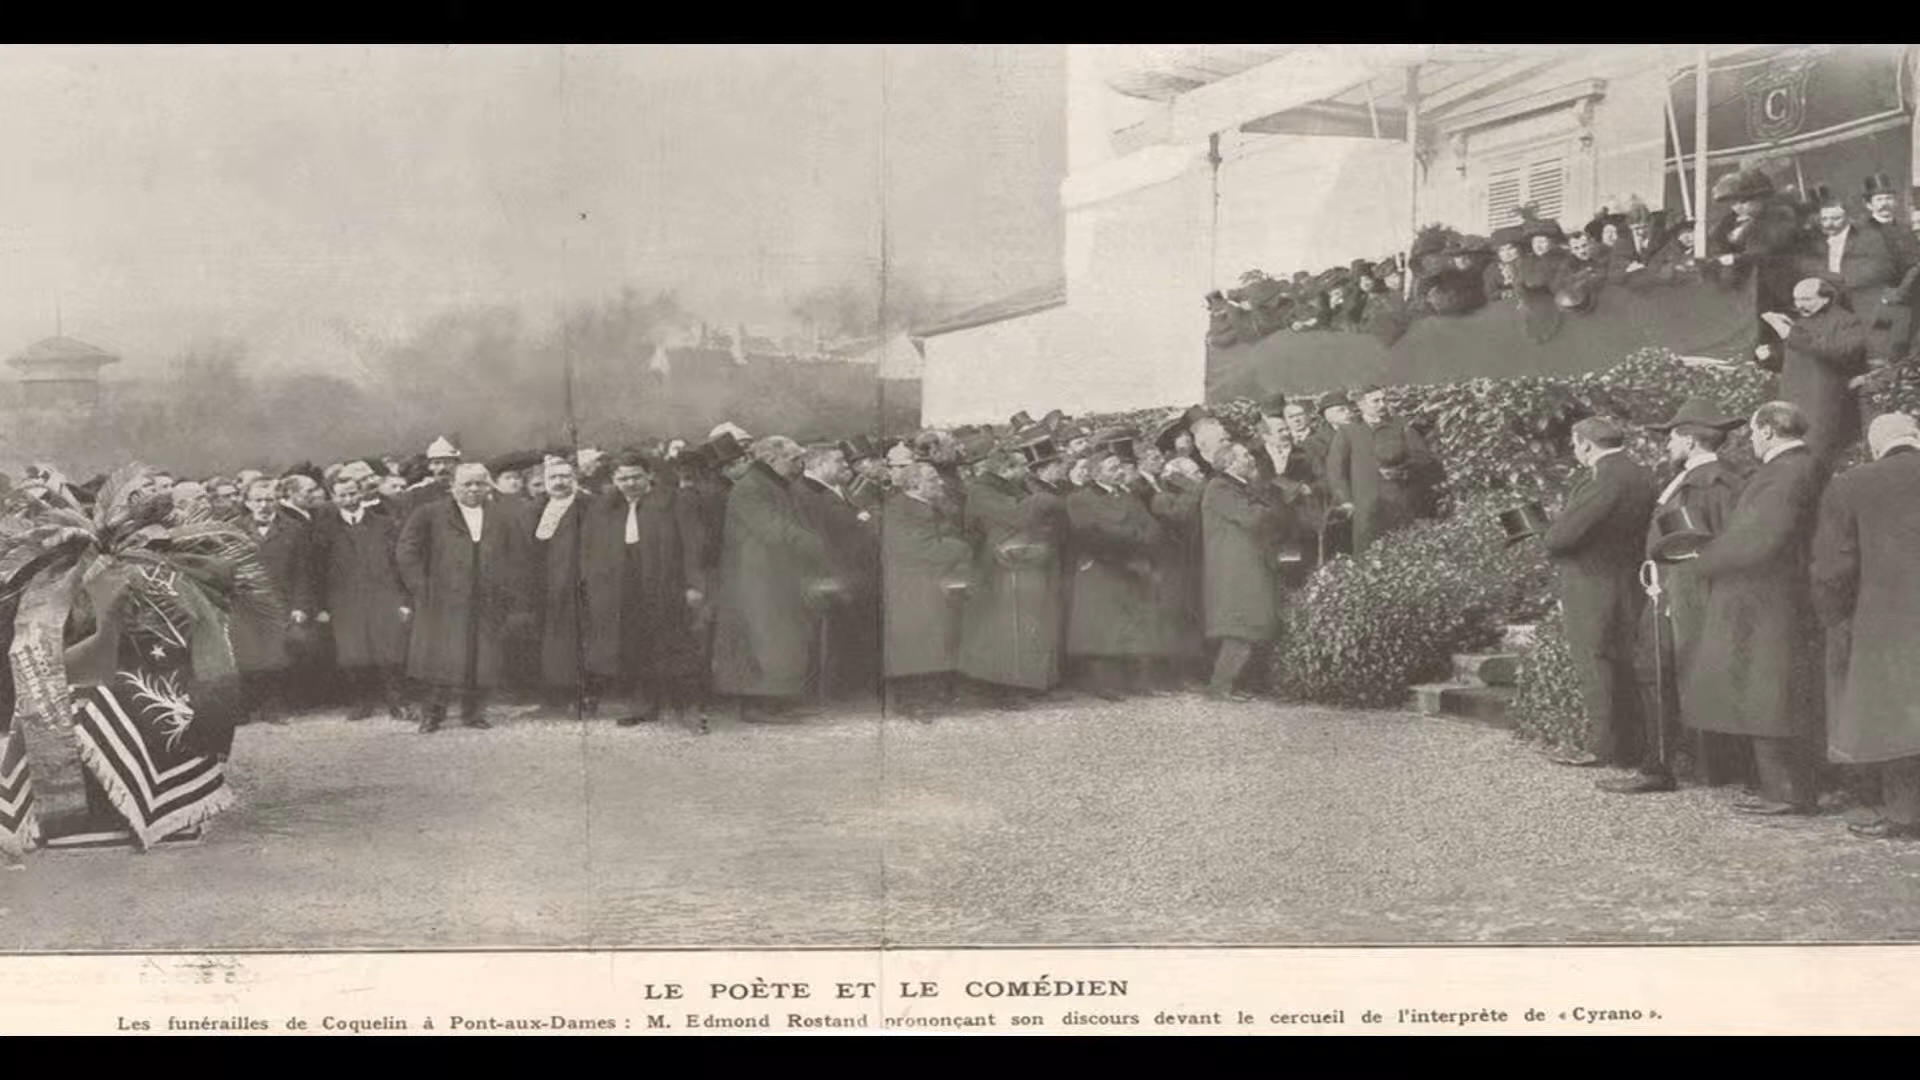 C
LE POÈTE ET LE COMÉDIEN
Les funérailles de Coquelin à Pont-aux-Dames : M. Edmond Rostand prononçant son discours devant le cercueil de l'interprète de « Cyrano ».